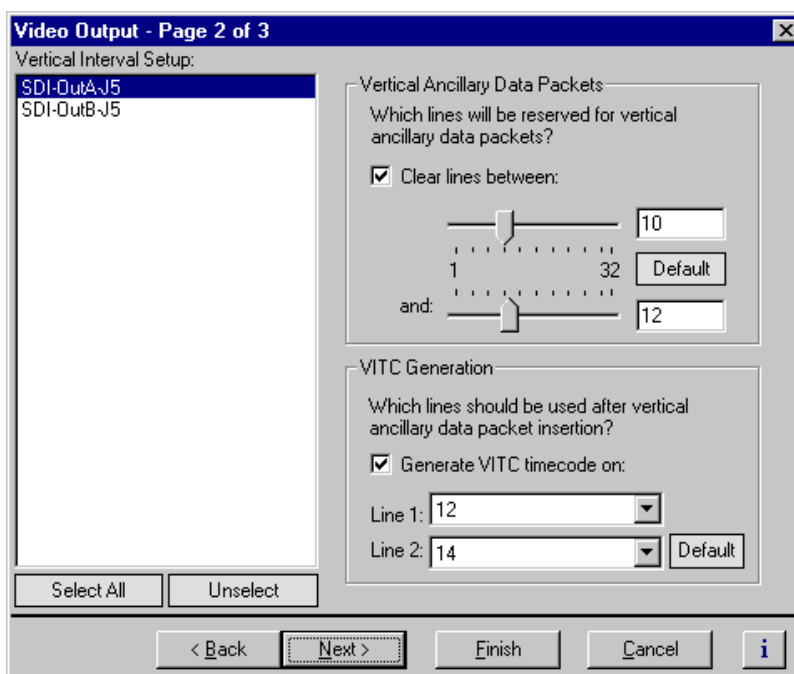 Video Output - Page 2 of 3
Vertical Interval Setup:
SDI-OutA-J5
SDI-OutB-J5
Select All
Unselect
Vertical Ancillary Data Packets
Which lines will be reserved for vertical
ancillary data packets?
Clear lines between:
10
1
32
Default
and:
12
VITC Generation
Which lines should be used after vertical
ancillary data packet insertion?
Generate VITC timecode on:
Line 1: 12
Line 2: 14
Default
< Back
Next >
Finish
Cancel
i